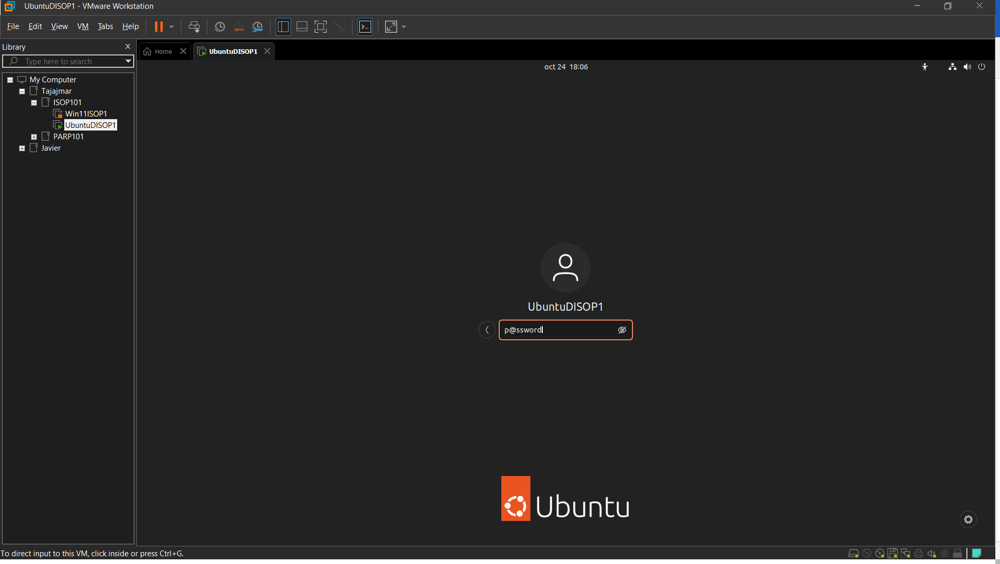 UbuntuDISOP1 - VMware Workstation
File Edit View VM Tabs Help
Library
Type here to search
My Computer
Tajajmar
ISOP101
Win11ISOP1
UbuntuDISOP1
PARP101
Javier
Home
UbuntuDISOP1
oct 24 18:06
UbuntuDISOP1
p@ssword
Ubuntu
To direct input to this VM, click inside or press Ctrl+G.